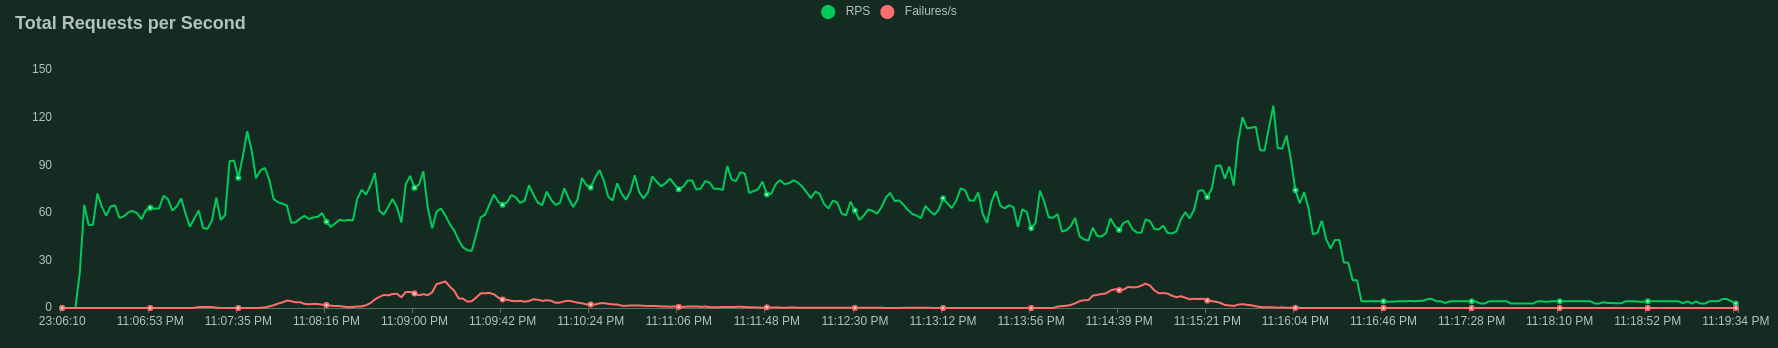 Total Requests per Second
RPS
Failures/s
150
120
90
60
30
0
23:06:10 11:06:53 PM 11:07:35 PM 11:08:16 PM 11:09:00 PM 11:09:42 PM 11:10:24 PM 11:11:06 PM 11:11:48 PM 11:12:30 PM 11:13:12 PM 11:13:56 PM 11:14:39 PM 11:15:21 PM 11:16:04 PM 11:16:46 PM 11:17:28 PM 11:18:10 PM 11:18:52 PM 11:19:34 PM